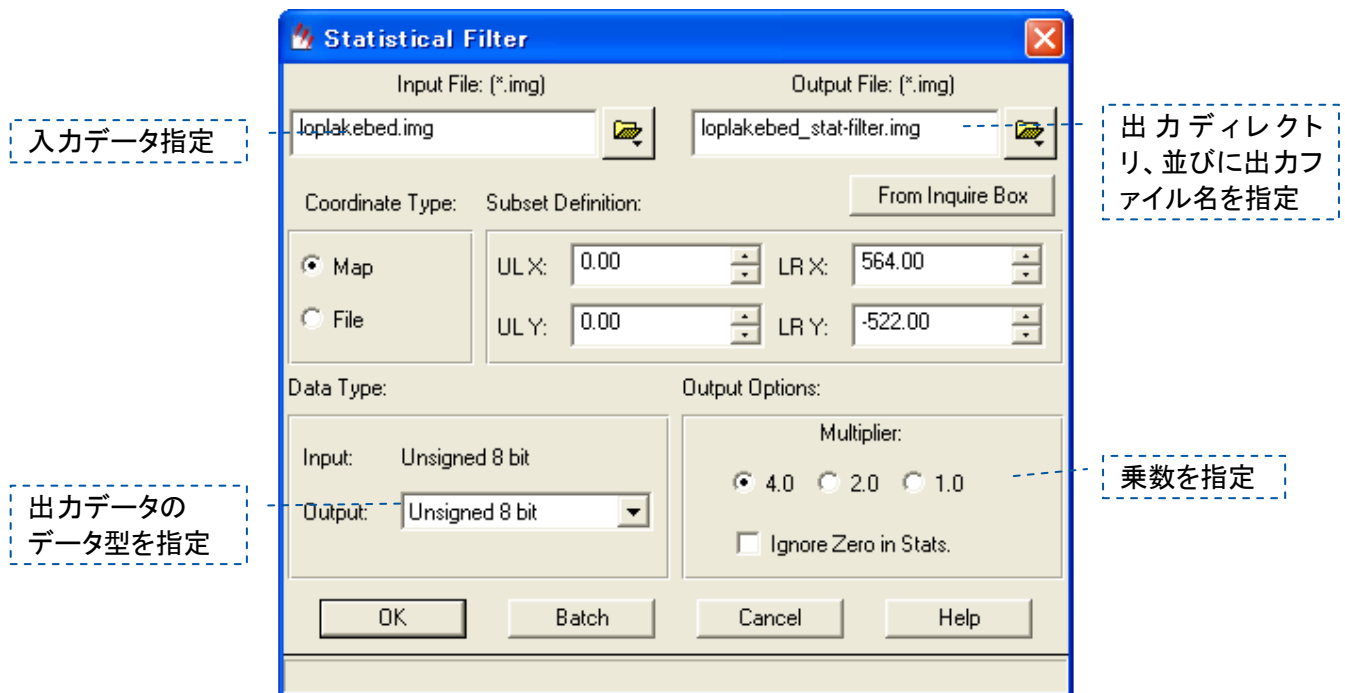 Statistical Filter
Input File: (*.img)
Output File: (*.img)
loplakebed.img
loplakebed_stat-filter.img
入力データ指定
出力ディレクト
リ、並びに出力フ
ァイル名を指定
From Inquire Box
Coordinate Type:
Subset Definition:
Map
File
UL X: 0.00
LR X: 564.00
UL Y: 0.00
LR Y: -522.00
Data Type:
Output Options:
Input: Unsigned 8 bit
Output: Unsigned 8 bit
出力データの
データ型を指定
Multiplier:
4.0 2.0 1.0
乗数を指定
Ignore Zero in Stats.
OK
Batch
Cancel
Help